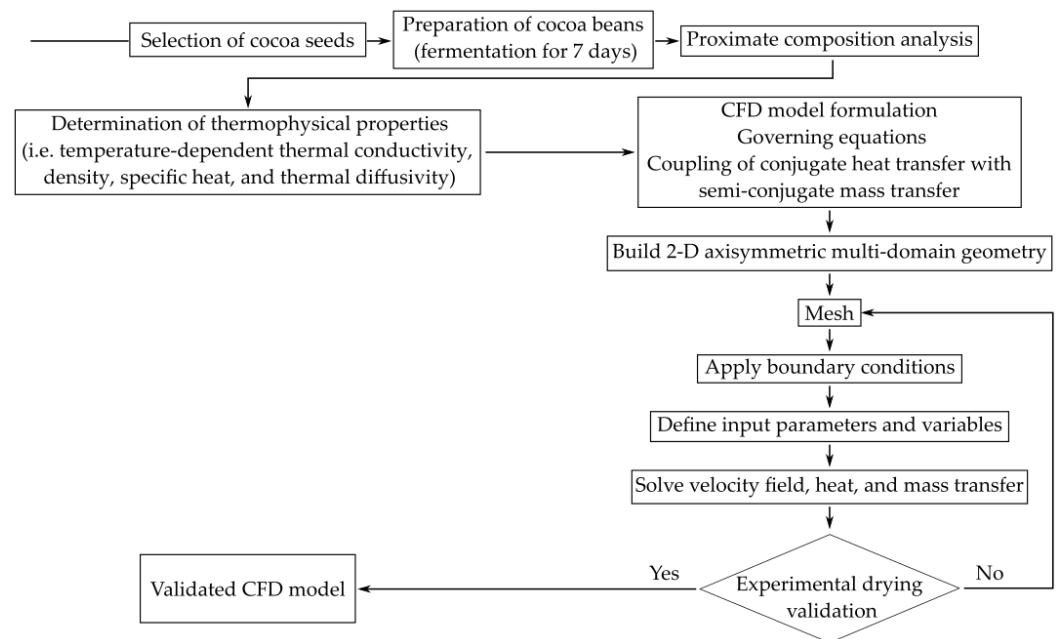 Selection of cocoa seeds
Preparation of cocoa beans
(fermentation for 7 days)
Proximate composition analysis
Determination of thermophysical properties
(i.e. temperature-dependent thermal conductivity,
density, specific heat, and thermal diffusivity)
CFD model formulation
Governing equations
Coupling of conjugate heat transfer with
semi-conjugate mass transfer
Build 2-D axisymmetric multi-domain geometry
Mesh
Apply boundary conditions
Define input parameters and variables
Solve velocity field, heat, and mass transfer
Experimental drying
validation
Yes
No
Validated CFD model